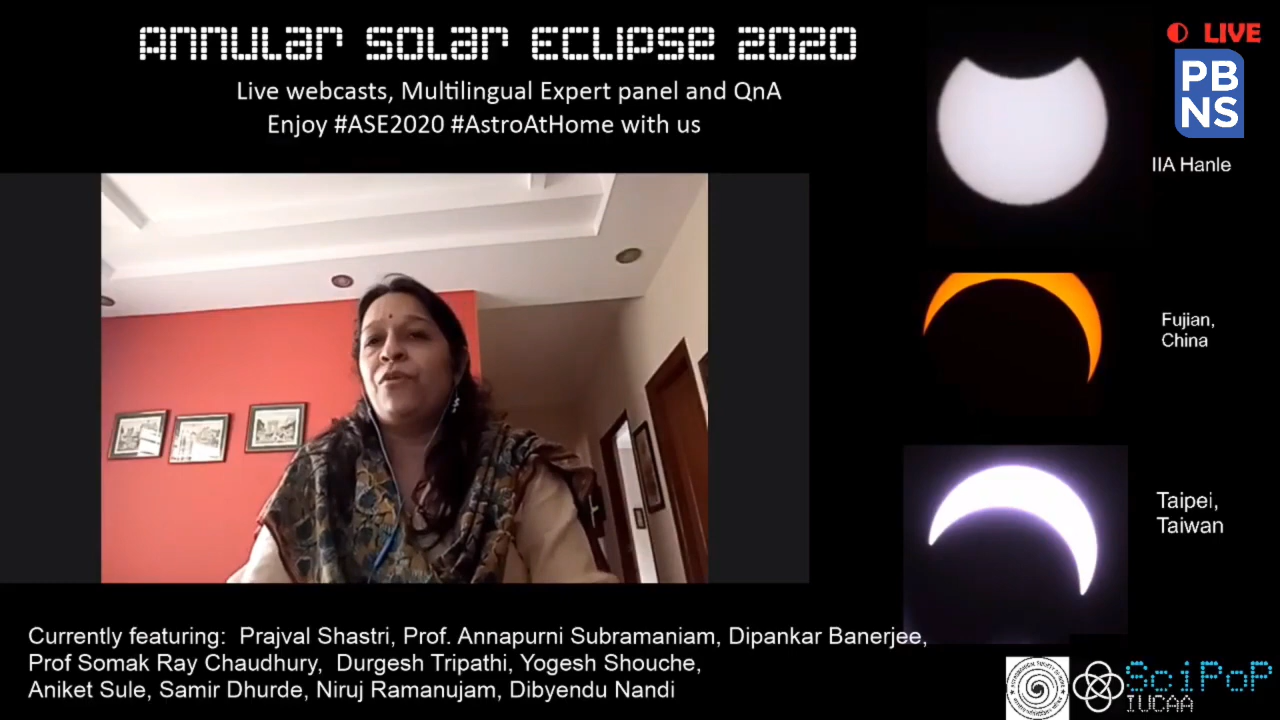 ANNULAR SOLAR ECLIPSE 2020
Live webcasts, Multilingual Expert panel and QnA
Enjoy #ASE2020 #AstroAtHome with us
LIVE
PB
NS
IIA Hanle
Fujian,
China
Taipei,
Taiwan
Currently featuring:  Prajval Shastri, Prof. Annapurni Subramaniam, Dipankar Banerjee,
Prof Somak Ray Chaudhury,  Durgesh Tripathi, Yogesh Shouche,
Aniket Sule, Samir Dhurde, Niruj Ramanujam, Dibyendu Nandi
SciPoP
IUCAA